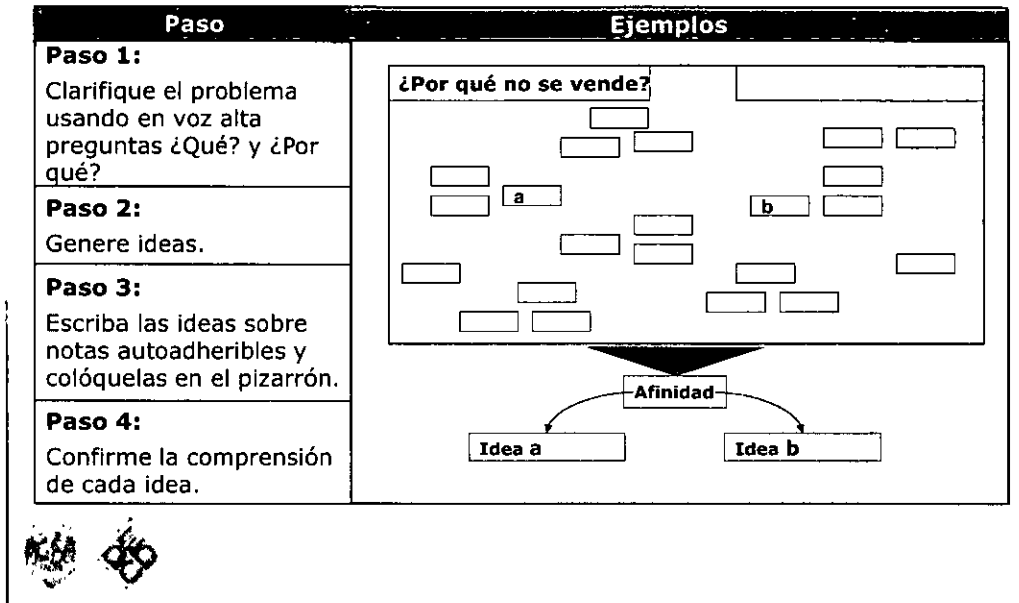 Paso
Ejemplos
Paso 1:
Clarifique el problema
usando en voz alta
preguntas ¿Qué? y ¿Por
qué?
Paso 2:
Genere ideas.
Paso 3:
Escriba las ideas sobre
notas autoadheribles y
colóquelas en el pizarrón.
Paso 4:
Confirme la comprensión
de cada idea.
¿Por qué no se vende?
a
b
Afinidad
Idea a
Idea b